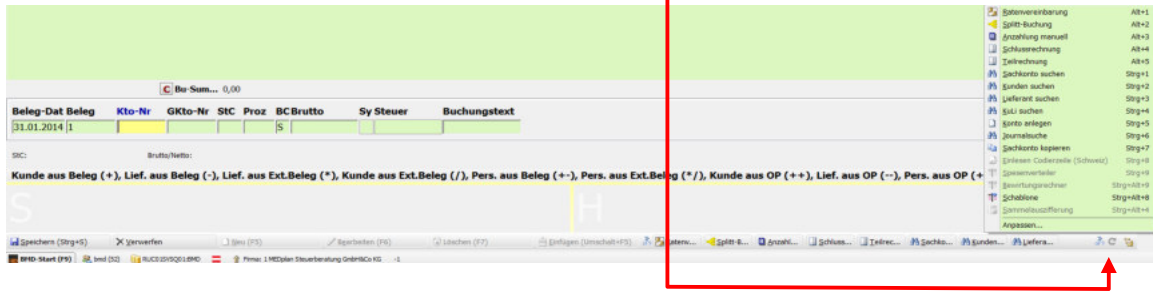 Ratenvereinbarung Alt+1
Splitt-Buchung Alt+2
Anzahlung manuell Alt+3
Schlussrechnung Alt+4
Teilrechnung Alt+5
Sachkonto suchen Strg+1
Kunden suchen Strg+2
Lieferant suchen Strg+3
KuLi suchen Strg+4
Konto anlegen Strg+5
Journalsuche Strg+6
Sachkonto kopieren Strg+7
Einlesen Codierzeile (Schweiz) Strg+8
Spesenverteiler Strg+9
Bewirtungsrechner Strg+Alt+9
Schablone Strg+Alt+8
Sammelausziffierung Strg+Alt+4
Anpassen...
C Bu-Sum... 0,00
Beleg-Dat Beleg Kto-Nr GKto-Nr StC Proz BC Brutto Sy Steuer Buchungstext
31.01.2014 1 S
StC: Brutto/Netto:
Kunde aus Beleg (+), Lief. aus Beleg (-), Lief. aus Ext.Beleg (*), Kunde aus Ext.Beleg (/), Pers. aus Beleg (+-), Pers. aus Ext.Beleg (*/), Kunde aus OP (++), Lief. aus OP (--), Pers. aus OP (+
S H
Speichern (Strg+S) Verwerfen Neu (F5) Bearbeiten (F6) Löschen (F7) Einfügen (Umschalt+F5) Ratenv... Splitt-B... Anzahl... Schluss... Teilrec... Sachko... Kunden... Liefera...
BMD-Start (F9) bmd (52) Firma: 1 MEDplan Steuerberatung GmbH&Co KG -1